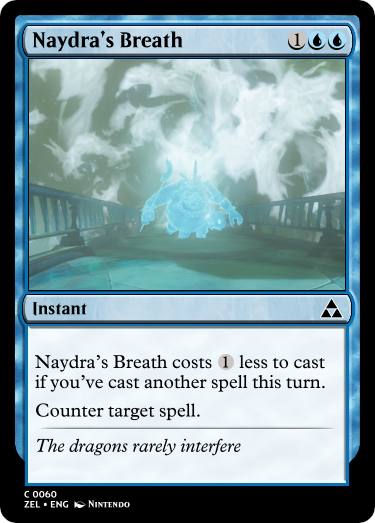 Naydra's Breath 1
Instant
Naydra's Breath costs 1 less to cast
if you've cast another spell this turn.
Counter target spell.
The dragons rarely interfere
C 0060
ZEL • ENG Nintendo